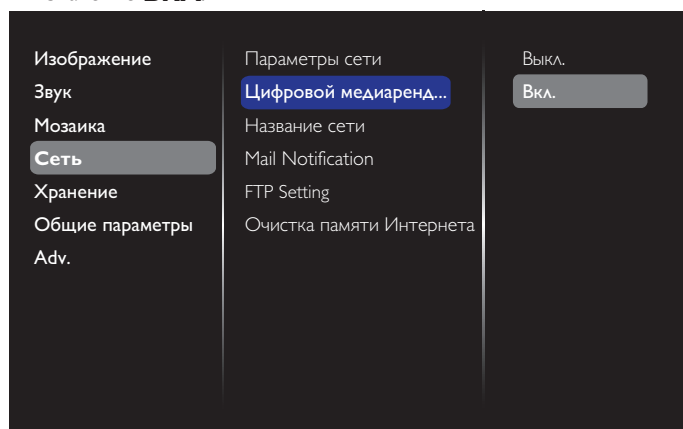 Изображение
Звук
Мозаика
Сеть
Хранение
Общие параметры
Adv.
Параметры сети
Цифровой медиаренд...
Название сети
Mail Notification
FTP Setting
Очистка памяти Интернета
Выкл.
Вкл.